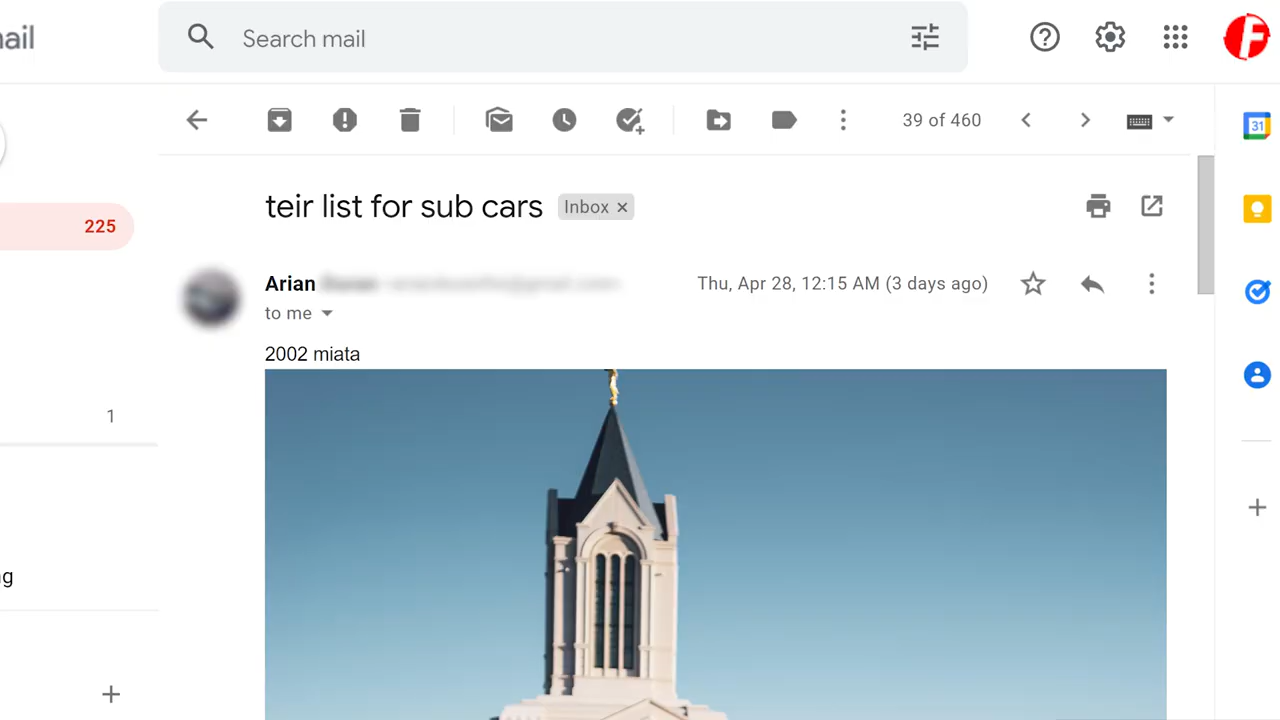 ail
Search mail
F
39 of 460
31
teir list for sub cars
Inbox
225
Arian
Thu, Apr 28, 12:15 AM (3 days ago)
to me
2002 miata
1
g